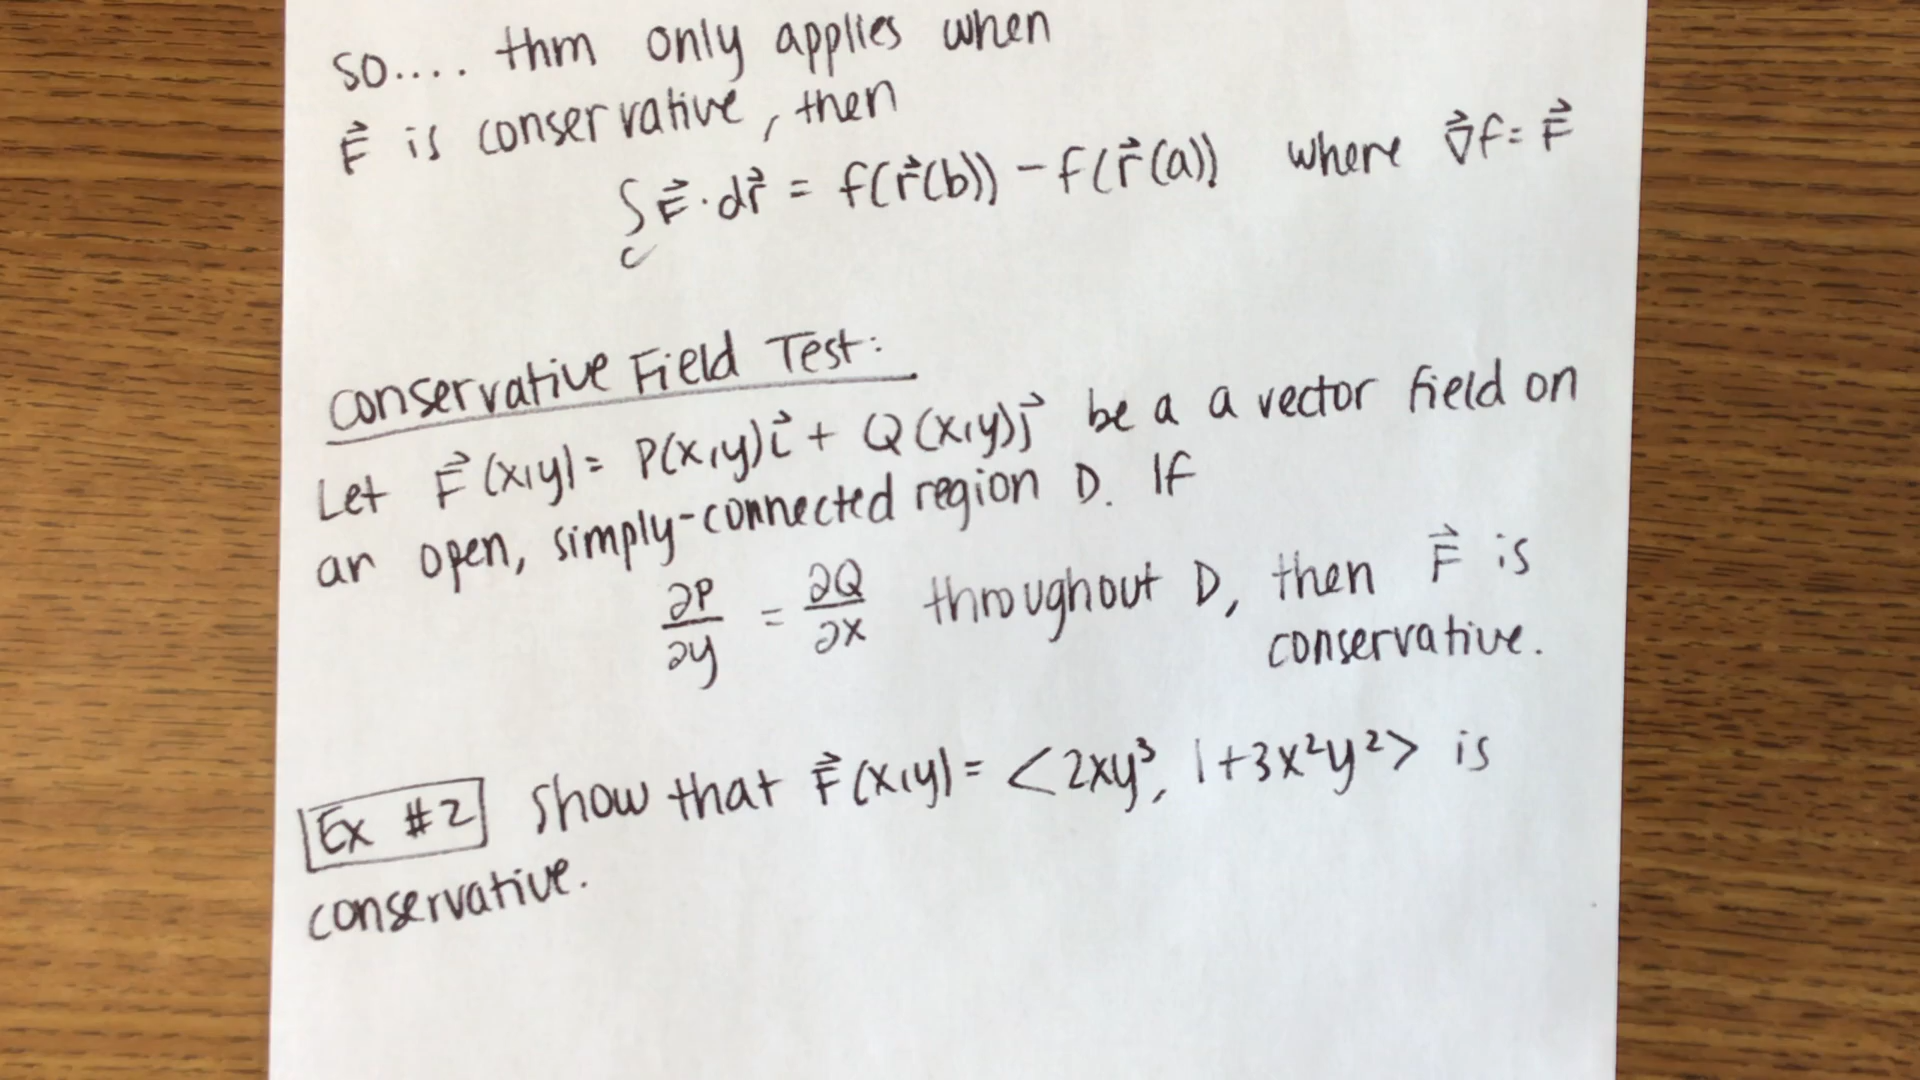 so.... thm only applies when
F⃗ is conservative, then
∫_C F⃗·dr⃗ = f(r⃗(b)) - f(r⃗(a)) where ∇⃗f = F⃗
Conservative Field Test:
Let F⃗(x,y) = P(x,y)i⃗ + Q(x,y)j⃗ be a a vector field on
an open, simply-connected region D. If
∂P/∂y = ∂Q/∂x throughout D, then F⃗ is
conservative.
Ex #2 Show that F⃗(x,y) = <2xy³, 1+3x²y²> is
conservative.